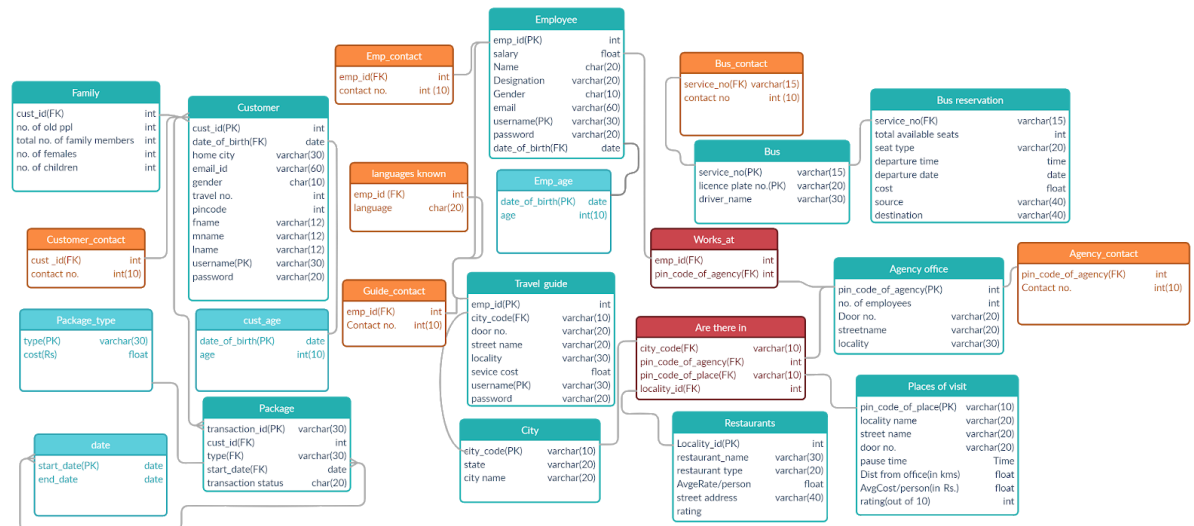 Employee
emp_id(PK) int
salary float
Name char(20)
Designation varchar(20)
Gender char(10)
email varchar(60)
username(PK) varchar(30)
password varchar(20)
date_of_birth(FK) date
Emp_contact
emp_id(FK) int
contact no. int (10)
Bus_contact
service_no(FK) varchar(15)
contact no int (10)
Family
cust_id(FK) int
no. of old ppl int
total no. of family members int
no. of females int
no. of children int
Customer
cust_id(PK) int
date_of_birth(FK) date
home city varchar(30)
email_id varchar(60)
gender char(10)
travel no. int
pincode int
fname varchar(12)
mname varchar(12)
lname varchar(12)
username(PK) varchar(30)
password varchar(20)
Bus reservation
service_no(FK) varchar(15)
total available seats int
seat type varchar(20)
departure time time
departure date date
cost float
source varchar(40)
destination varchar(40)
Bus
service_no(PK) varchar(15)
licence plate no.(PK) varchar(20)
driver_name varchar(30)
languages known
emp_id (FK) int
language char(20)
Emp_age
date_of_birth(PK) date
age int(10)
Customer_contact
cust _id(FK) int
contact no. int(10)
Works_at
emp_id(FK) int
pin_code_of_agency(FK) int
Agency_contact
pin_code_of_agency(FK) int
Contact no. int(10)
Agency office
pin_code_of_agency(PK) int
no. of employees int
Door no. varchar(20)
streetname varchar(20)
locality varchar(30)
Guide_contact
emp_id(FK) int
Contact no. int(10)
Travel guide
emp_id(PK) int
city_code(FK) varchar(10)
door no. varchar(20)
street name varchar(20)
locality varchar(30)
sevice cost float
username(PK) varchar(30)
password varchar(20)
Package_type
type(PK) varchar(30)
cost(Rs) float
cust_age
date_of_birth(PK) date
age int(10)
Are there in
city_code(FK) varchar(10)
pin_code_of_agency(FK) int
pin_code_of_place(FK) varchar(10)
locality_id(FK) int
Places of visit
pin_code_of_place(PK) varchar(10)
locality name varchar(20)
street name varchar(20)
door no. varchar(20)
pause time Time
Dist from office(in kms) float
AvgCost/person(in Rs.) float
rating(out of 10) int
Package
transaction_id(PK) varchar(30)
cust_id(FK) int
type(FK) varchar(30)
start_date(FK) date
transaction status char(20)
City
city_code(PK) varchar(10)
state varchar(20)
city name varchar(20)
Restaurants
Locality_id(PK) int
restaurant_name varchar(30)
restaurant type varchar(20)
AvgeRate/person float
street address varchar(40)
rating
date
start_date(PK) date
end_date date